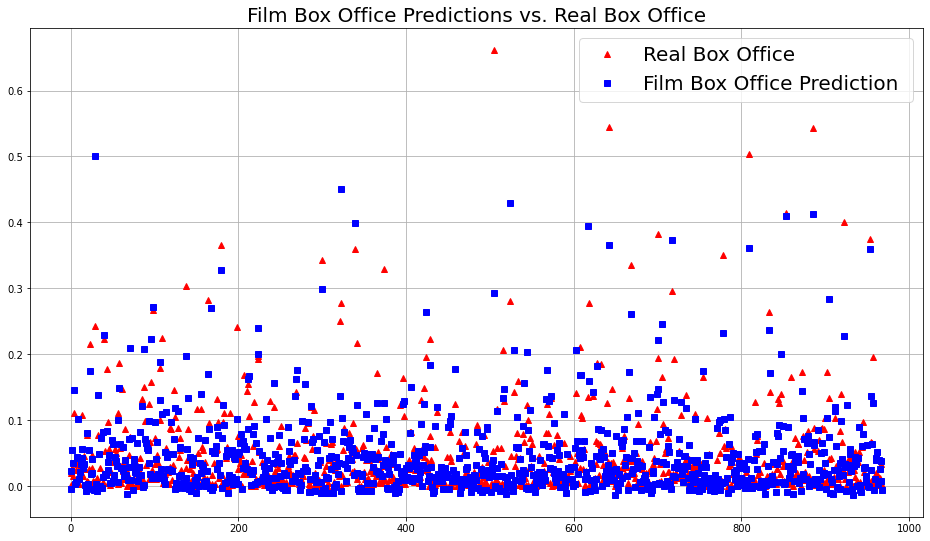 Film Box Office Predictions vs. Real Box Office
Real Box Office
Film Box Office Prediction
0.6
0.5
0.4
0.3
0.2
0.1
0.0
0 200 400 600 800 1000